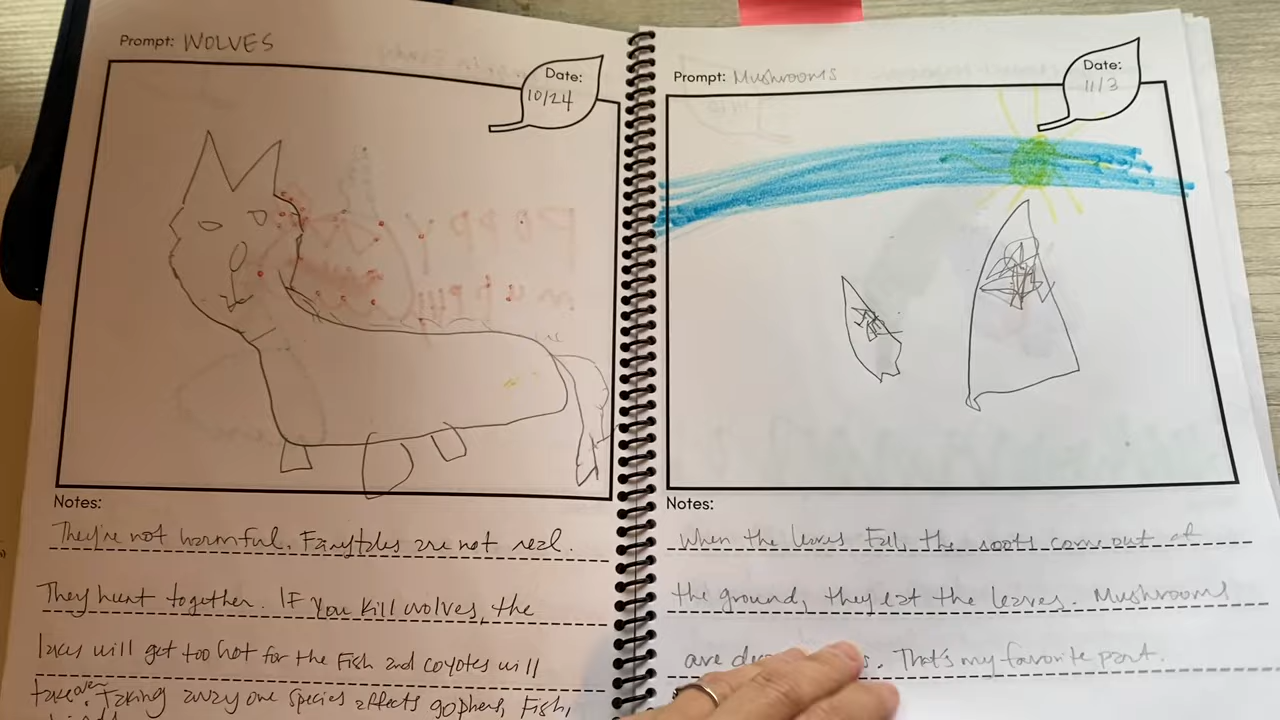 Prompt: WOLVES
Date:
10/24
Notes:
They're not harmful. Fairytales are not real.
They hunt together. IF you kill wolves, the
lakes will get too hot for the fish and coyotes will
take over. Taking away one species affects gophers, fish,
Prompt: Mushrooms
Date:
11/3
Notes:
When the leaves fall, the roots come out of
the ground, they eat the leaves. Mushrooms
are That's my favorite part.